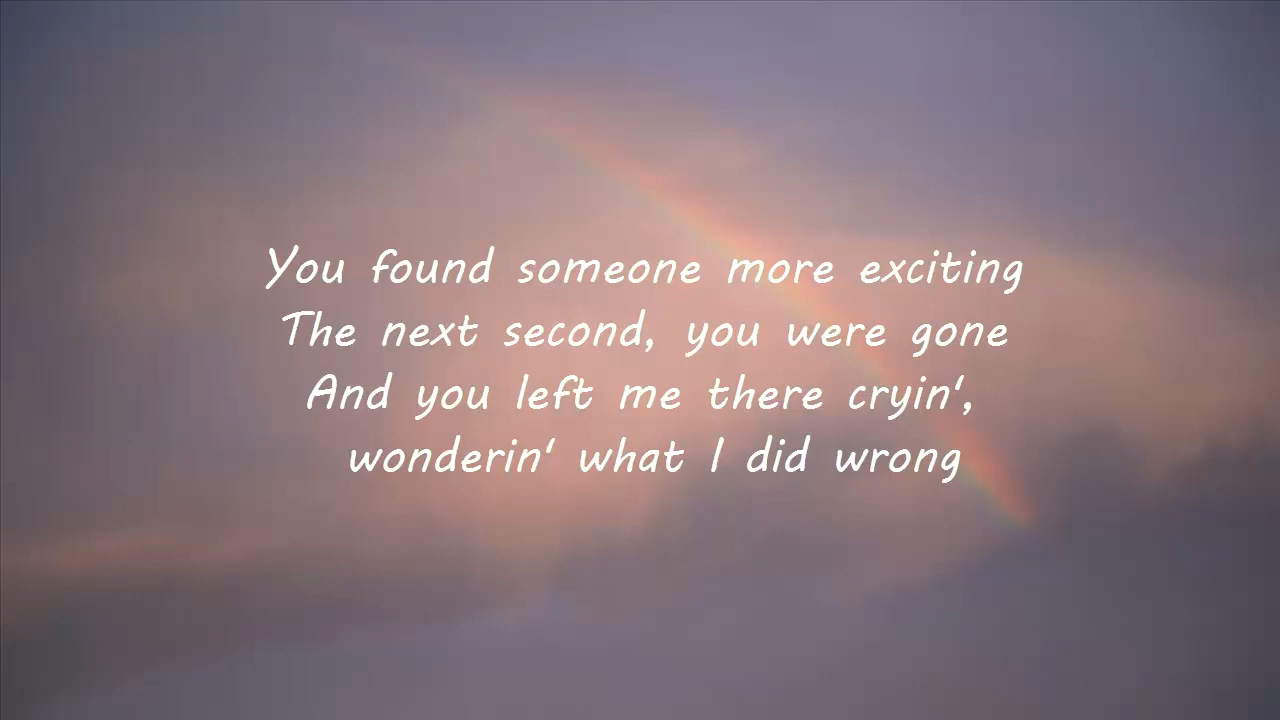 You found someone more exciting
The next second, you were gone
And you left me there cryin',
wonderin' what I did wrong